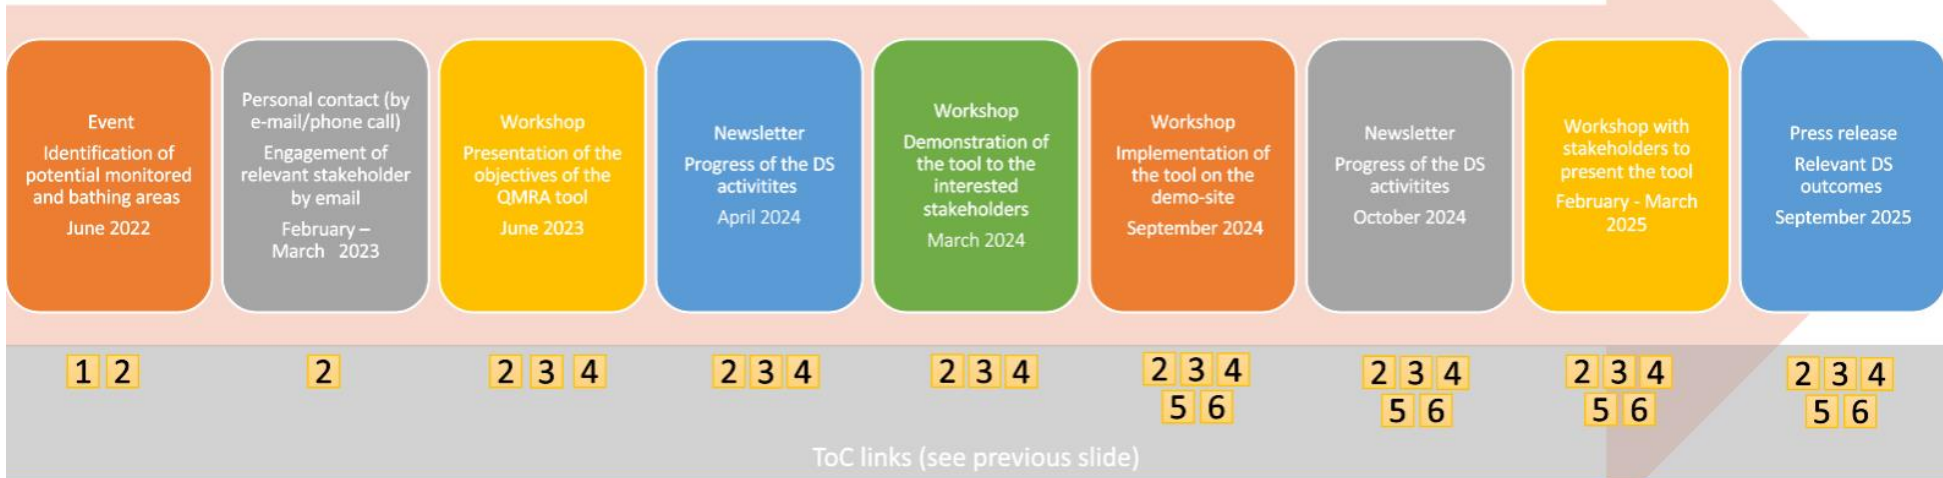 Event
Identification of
potential monitored
and bathing areas
June 2022
Personal contact (by
e-mail/phone call)
Engagement of
relevant stakeholder
by email
February –
March 2023
Workshop
Presentation of the
objectives of the
QMRA tool
June 2023
Newsletter
Progress of the DS
activitites
April 2024
Workshop
Demonstration of
the tool to the
interested
stakeholders
March 2024
Workshop
Implementation of
the tool on the
demo-site
September 2024
Newsletter
Progress of the DS
activitites
October 2024
Workshop with
stakeholders to
present the tool
February - March
2025
Press release
Relevant DS
outcomes
September 2025
1 2
2
2 3 4
2 3 4
2 3 4
2 3 4
5 6
2 3 4
5 6
2 3 4
5 6
2 3 4
5 6
ToC links (see previous slide)